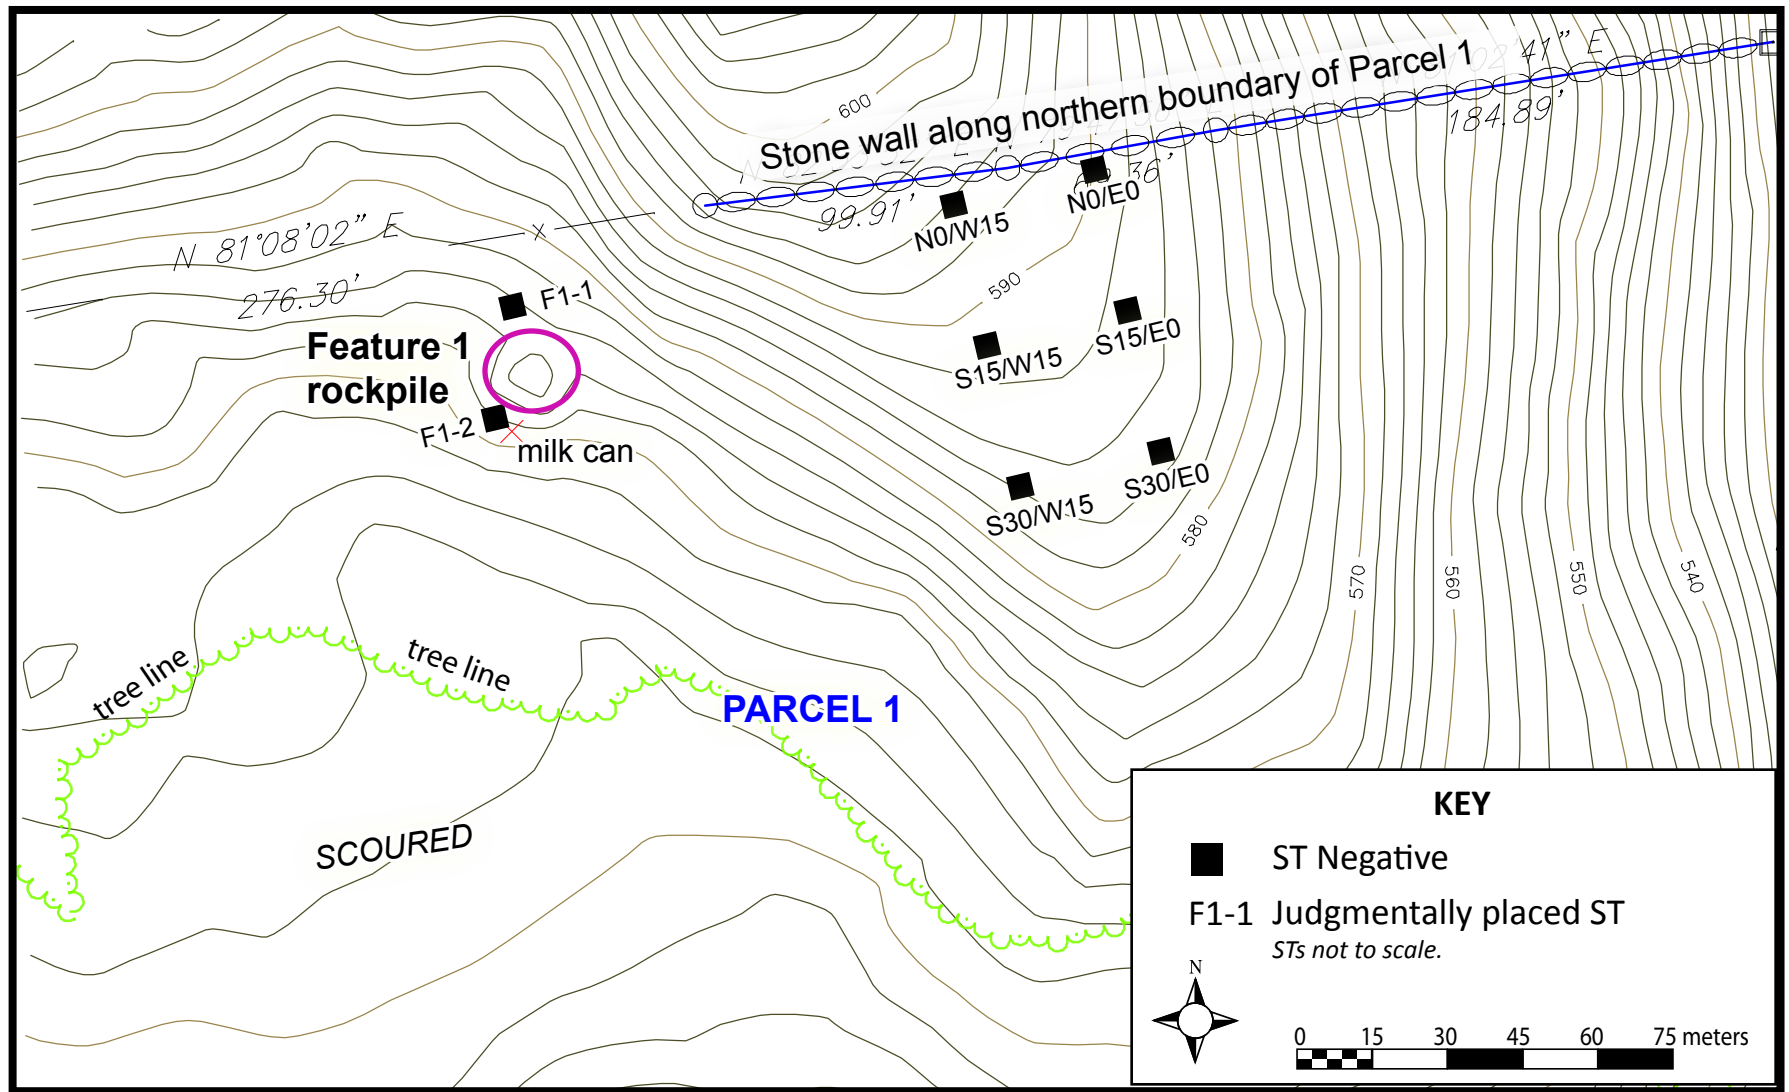 600
Stone wall along northern boundary of Parcel 1
41" E
184.89'
99.91'
36'
N0/W15
N0/E0
N 81°08'02" E
276.30'
x
F1-1
590
Feature 1
rockpile
S15/W15
S15/E0
F1-2
milk can
S30/W15
S30/E0
580
570
560
550
540
tree line
tree line
PARCEL 1
SCOURED
KEY
ST Negative
F1-1 Judgmentally placed ST
STs not to scale.
N
0 15 30 45 60 75 meters